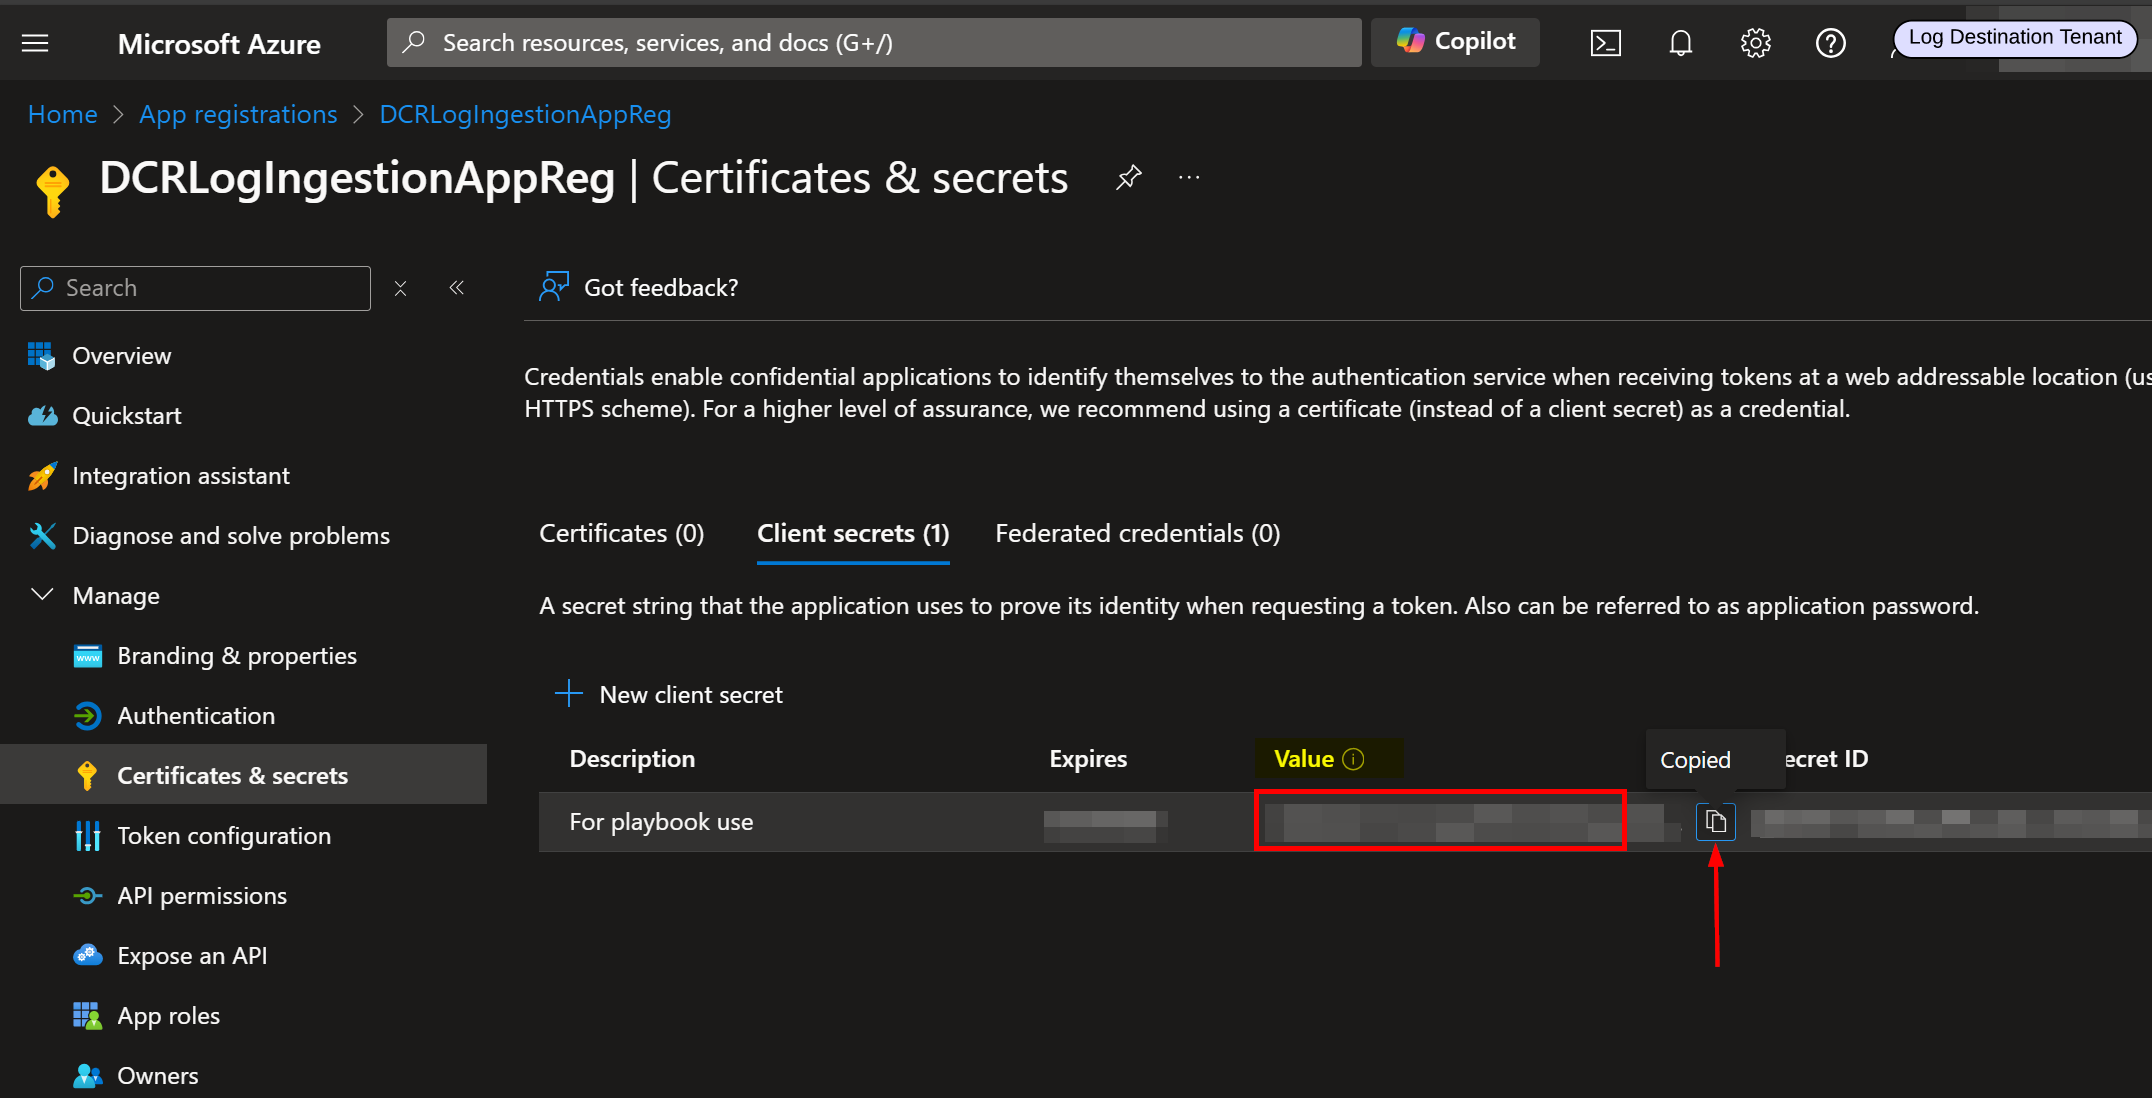 Microsoft Azure
Search resources, services, and docs (G+/)
Copilot
Log Destination Tenant
Home > App registrations > DCRLogIngestionAppReg
DCRLogIngestionAppReg | Certificates & secrets
Search
Got feedback?
Overview
Quickstart
Integration assistant
Diagnose and solve problems
Manage
Branding & properties
Authentication
Certificates & secrets
Token configuration
API permissions
Expose an API
App roles
Owners
Credentials enable confidential applications to identify themselves to the authentication service when receiving tokens at a web addressable location (us
HTTPS scheme). For a higher level of assurance, we recommend using a certificate (instead of a client secret) as a credential.
Certificates (0)
Client secrets (1)
Federated credentials (0)
A secret string that the application uses to prove its identity when requesting a token. Also can be referred to as application password.
New client secret
Description
Expires
Value
Copied
ecret ID
For playbook use